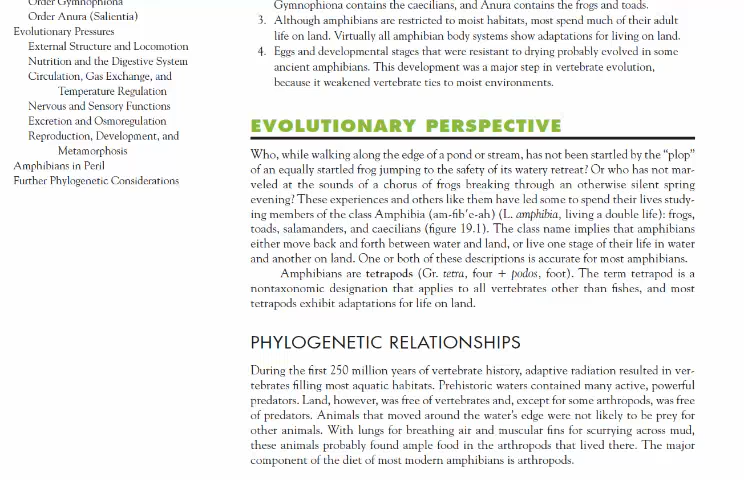 Order Gymnophiona
Order Anura (Salientia)
Evolutionary Pressures
External Structure and Locomotion
Nutrition and the Digestive System
Circulation, Gas Exchange, and
Temperature Regulation
Nervous and Sensory Functions
Excretion and Osmoregulation
Reproduction, Development, and
Metamorphosis
Amphibians in Peril
Further Phylogenetic Considerations
Gymnophiona contains the caecilians, and Anura contains the frogs and toads.
3. Although amphibians are restricted to moist habitats, most spend much of their adult
life on land. Virtually all amphibian body systems show adaptations for living on land.
4. Eggs and developmental stages that were resistant to drying probably evolved in some
ancient amphibians. This development was a major step in vertebrate evolution,
because it weakened vertebrate ties to moist environments.
EVOLUTIONARY PERSPECTIVE
Who, while walking along the edge of a pond or stream, has not been startled by the “plop”
of an equally startled frog jumping to the safety of its watery retreat? Or who has not mar-
veled at the sounds of a chorus of frogs breaking through an otherwise silent spring
evening? These experiences and others like them have led some to spend their lives study-
ing members of the class Amphibia (am-fib′e-ah) (L. amphibia, living a double life): frogs,
toads, salamanders, and caecilians (figure 19.1). The class name implies that amphibians
either move back and forth between water and land, or live one stage of their life in water
and another on land. One or both of these descriptions is accurate for most amphibians.
Amphibians are tetrapods (Gr. tetra, four + podos, foot). The term tetrapod is a
nontaxonomic designation that applies to all vertebrates other than fishes, and most
tetrapods exhibit adaptations for life on land.
PHYLOGENETIC RELATIONSHIPS
During the first 250 million years of vertebrate history, adaptive radiation resulted in ver-
tebrates filling most aquatic habitats. Prehistoric waters contained many active, powerful
predators. Land, however, was free of vertebrates and, except for some arthropods, was free
of predators. Animals that moved around the water's edge were not likely to be prey for
other animals. With lungs for breathing air and muscular fins for scurrying across mud,
these animals probably found ample food in the arthropods that lived there. The major
component of the diet of most modern amphibians is arthropods.